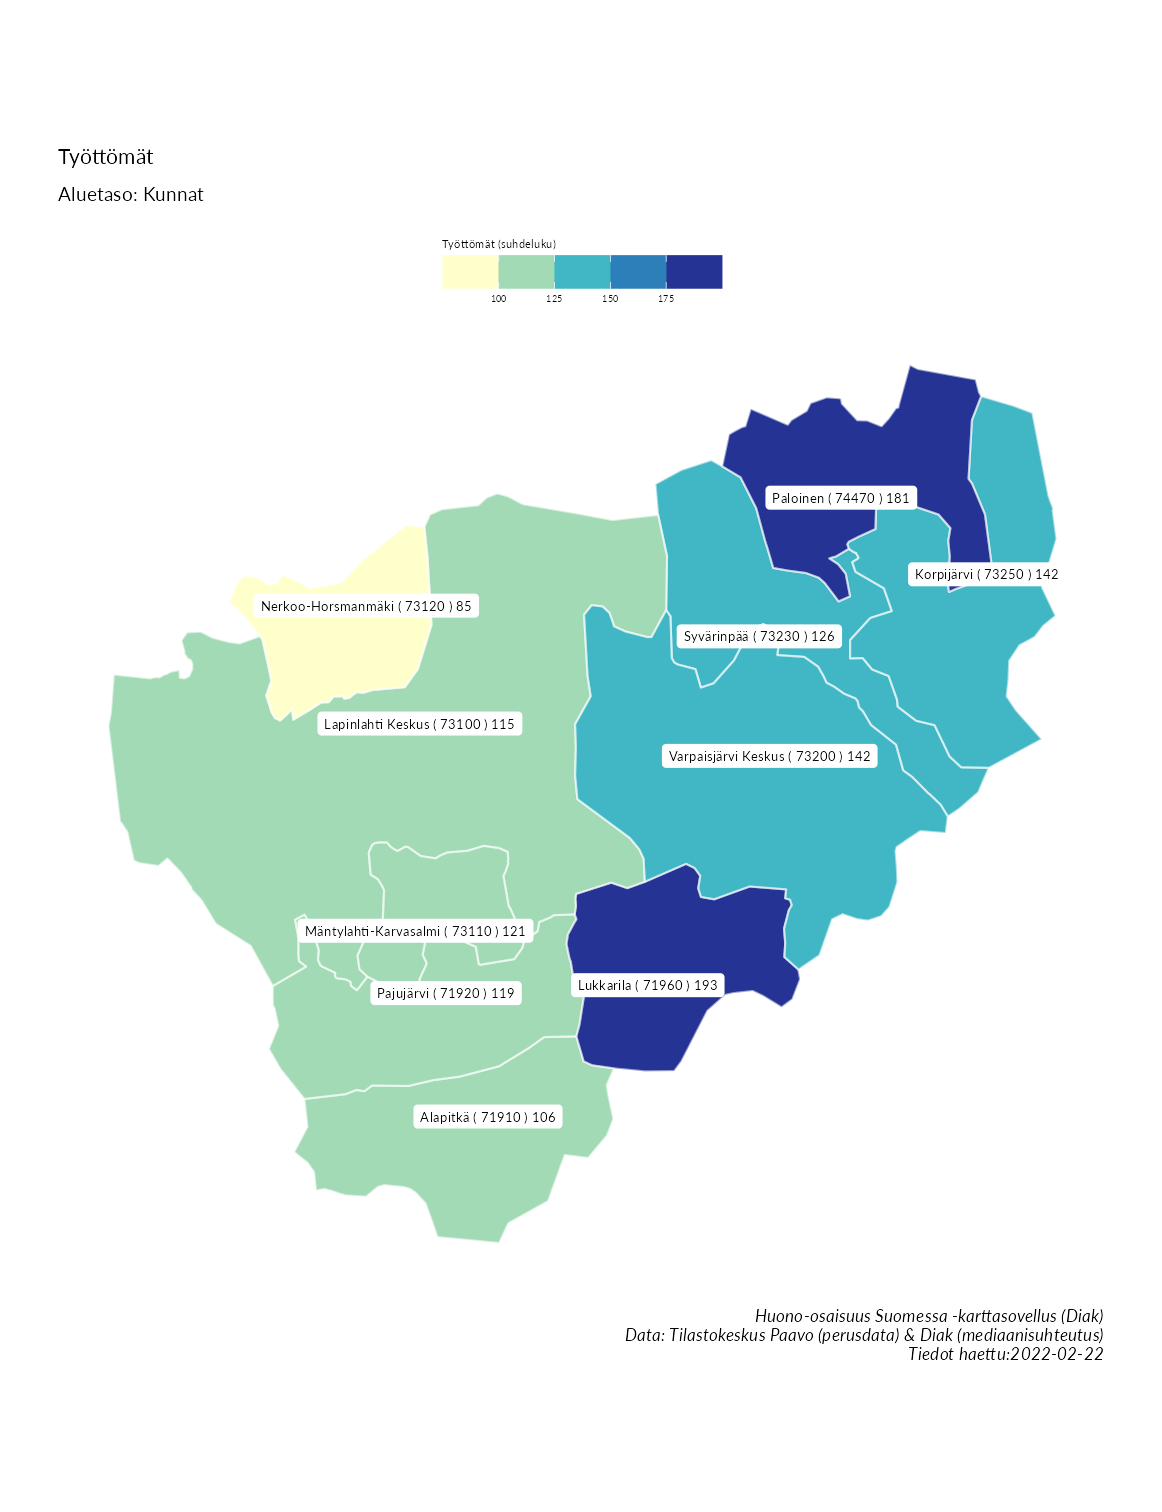 Työttömät
Aluetaso: Kunnat
Työttömät (suhdeluku)
100 125 150 175
Paloinen ( 74470 ) 181
Korpijärvi ( 73250 ) 142
Nerkoo-Horsmanmäki ( 73120 ) 85
Syvärinpää ( 73230 ) 126
Lapinlahti Keskus ( 73100 ) 115
Varpaisjärvi Keskus ( 73200 ) 142
Mäntylahti-Karvasalmi ( 73110 ) 121
Lukkarila ( 71960 ) 193
Pajujärvi ( 71920 ) 119
Alapitkä ( 71910 ) 106
Huono-osaisuus Suomessa -karttasovellus (Diak)
Data: Tilastokeskus Paavo (perusdata) & Diak (mediaanisuhteutus)
Tiedot haettu:2022-02-22